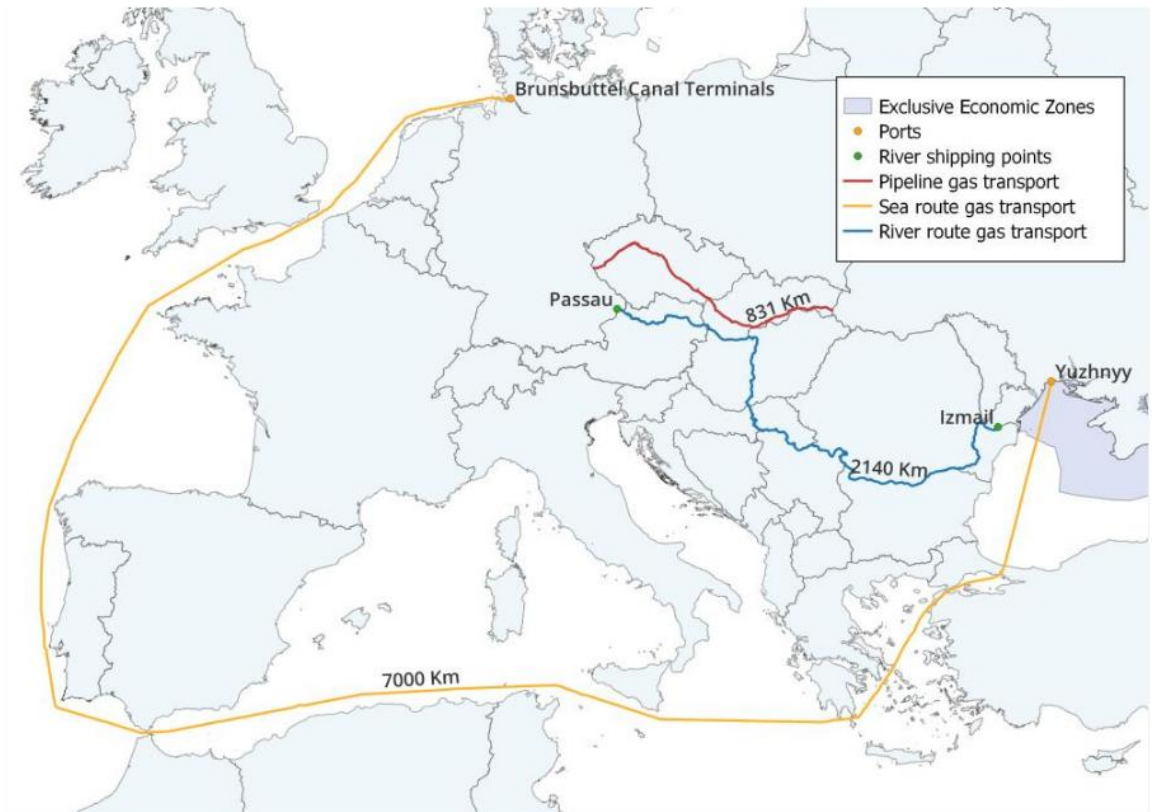 Brunsbuttel Canal Terminals
Exclusive Economic Zones
Ports
River shipping points
Pipeline gas transport
Sea route gas transport
River route gas transport
Passau
831 Km
Yuzhnyy
Izmail
2140 Km
7000 Km